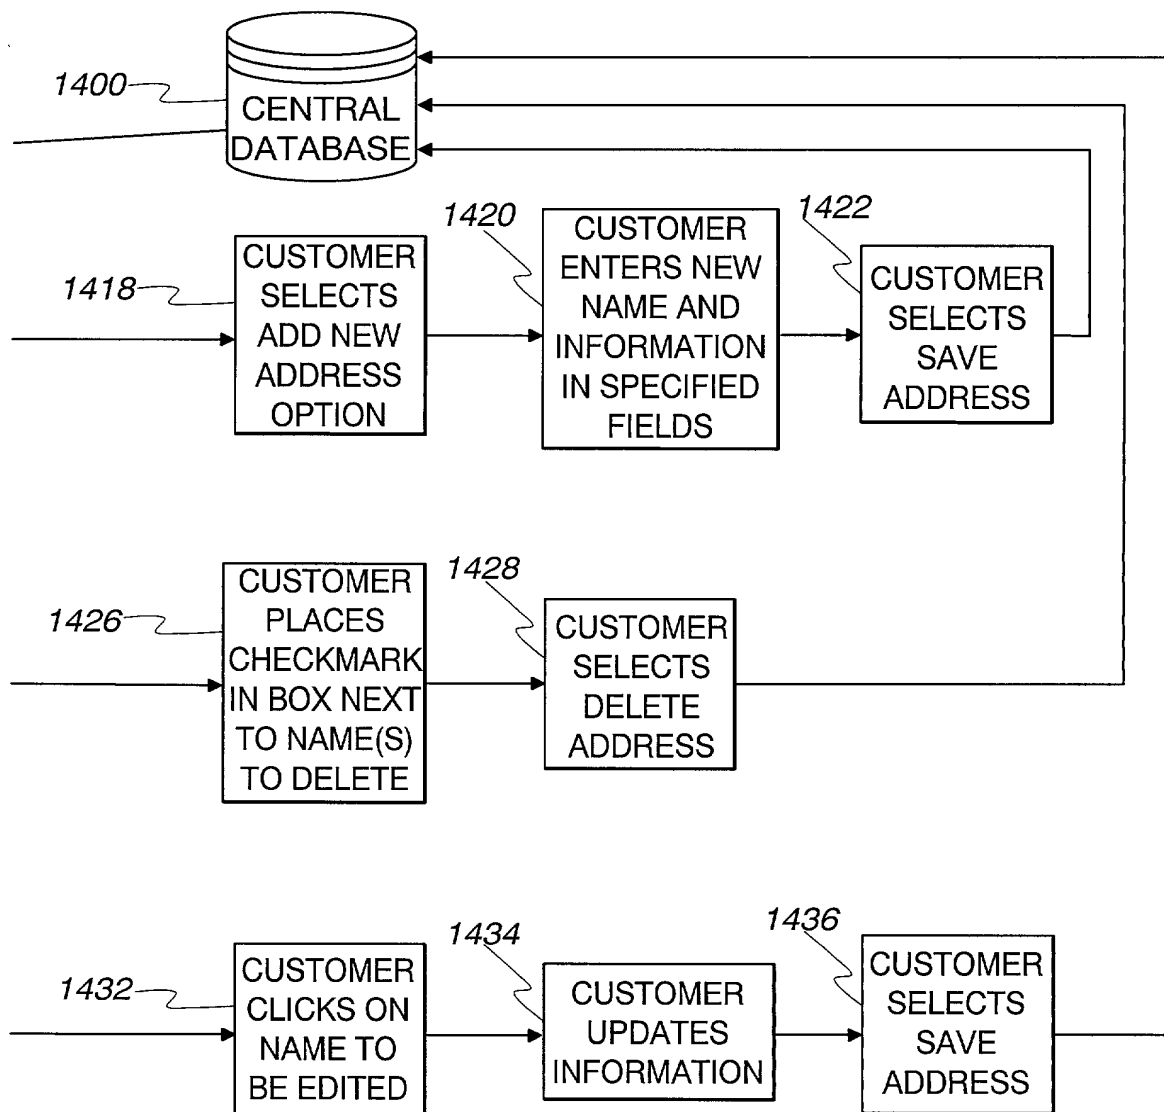 1400
CENTRAL
DATABASE
1418
CUSTOMER
SELECTS
ADD NEW
ADDRESS
OPTION
1420
CUSTOMER
ENTERS NEW
NAME AND
INFORMATION
IN SPECIFIED
FIELDS
1422
CUSTOMER
SELECTS
SAVE
ADDRESS
1426
CUSTOMER
PLACES
CHECKMARK
IN BOX NEXT
TO NAME(S)
TO DELETE
1428
CUSTOMER
SELECTS
DELETE
ADDRESS
1432
CUSTOMER
CLICKS ON
NAME TO
BE EDITED
1434
CUSTOMER
UPDATES
INFORMATION
1436
CUSTOMER
SELECTS
SAVE
ADDRESS